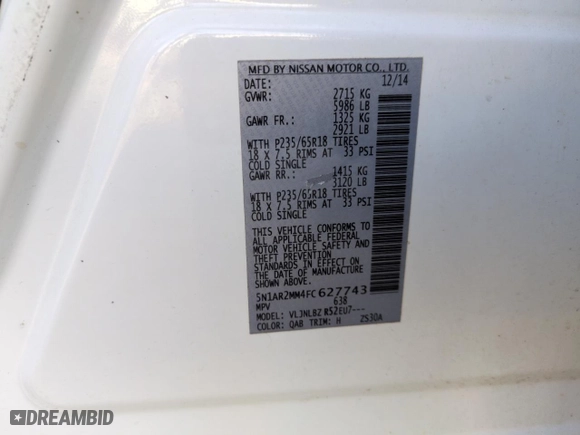 MFD BY NISSAN MOTOR CO., LTD.
DATE: 12/14
GVWR: 2715 KG
5986 LB
GAWR FR.: 1325 KG
2921 LB
WITH P235/65R18 TIRES
18 X 7.5 RIMS AT 33 PSI
COLD SINGLE
GAWR RR.: 1415 KG
3120 LB
WITH P235/65R18 TIRES
18 X 7.5 RIMS AT 33 PSI
COLD SINGLE
THIS VEHICLE CONFORMS TO
ALL APPLICABLE FEDERAL
MOTOR VEHICLE SAFETY AND
THEFT PREVENTION
STANDARDS IN EFFECT ON
THE DATE OF MANUFACTURE
SHOWN ABOVE.
5N1AR2MM4FC627743
MPV 638
MODEL: VLJNLBZ R52EU7---
COLOR: QAB TRIM: H ZS30A
DREAMBID